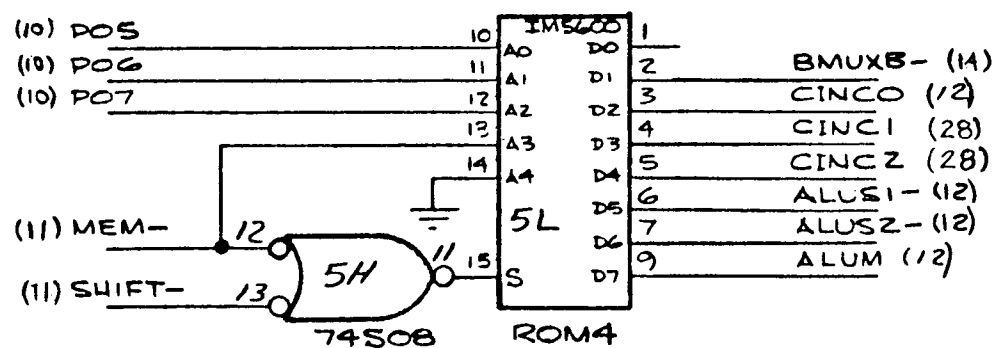 (10) PO5
(10) PO6
(10) PO7
(11) MEM-
(11) SHIFT-
12
13
5H
11
74S08
10
11
12
13
14
15
IM5600
A0
A1
A2
A3
A4
S
5L
D0
D1
D2
D3
D4
D5
D6
D7
ROM4
1
2
3
4
5
6
7
9
BMUXB- (14)
CINC0 (12)
CINC1 (28)
CINC2 (28)
ALUS1- (12)
ALUS2- (12)
ALUM (12)